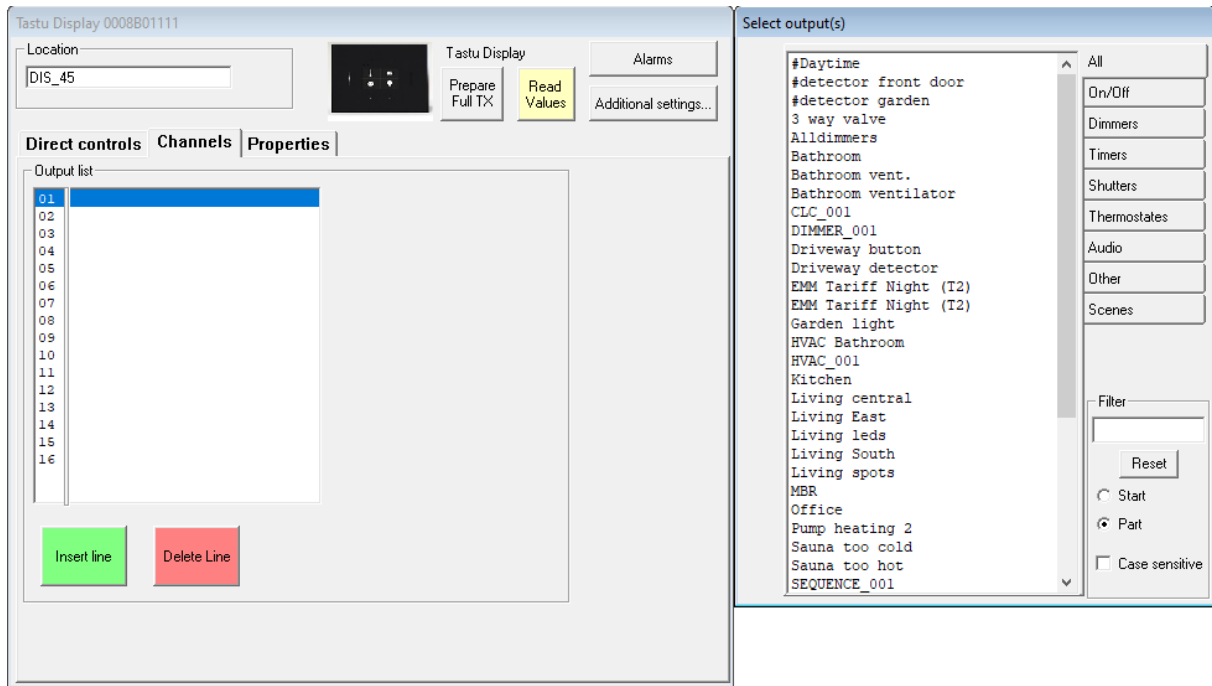 Tastu Display 0008B01111
Location
DIS_45
Tastu Display
Prepare Full TX
Read Values
Alarms
Additional settings...
Direct controls
Channels
Properties
Output list
01
02
03
04
05
06
07
08
09
10
11
12
13
14
15
16
Insert line
Delete Line
Select output(s)
#Daytime
#detector front door
#detector garden
3 way valve
Alldimmers
Bathroom
Bathroom vent.
Bathroom ventilator
CLC_001
DIMMER_001
Driveway button
Driveway detector
EMM Tariff Night (T2)
EMM Tariff Night (T2)
Garden light
HVAC Bathroom
HVAC_001
Kitchen
Living central
Living East
Living leds
Living South
Living spots
MBR
Office
Pump heating 2
Sauna too cold
Sauna too hot
SEQUENCE_001
All
On/Off
Dimmers
Timers
Shutters
Thermostates
Audio
Other
Scenes
Filter
Reset
Start
Part
Case sensitive